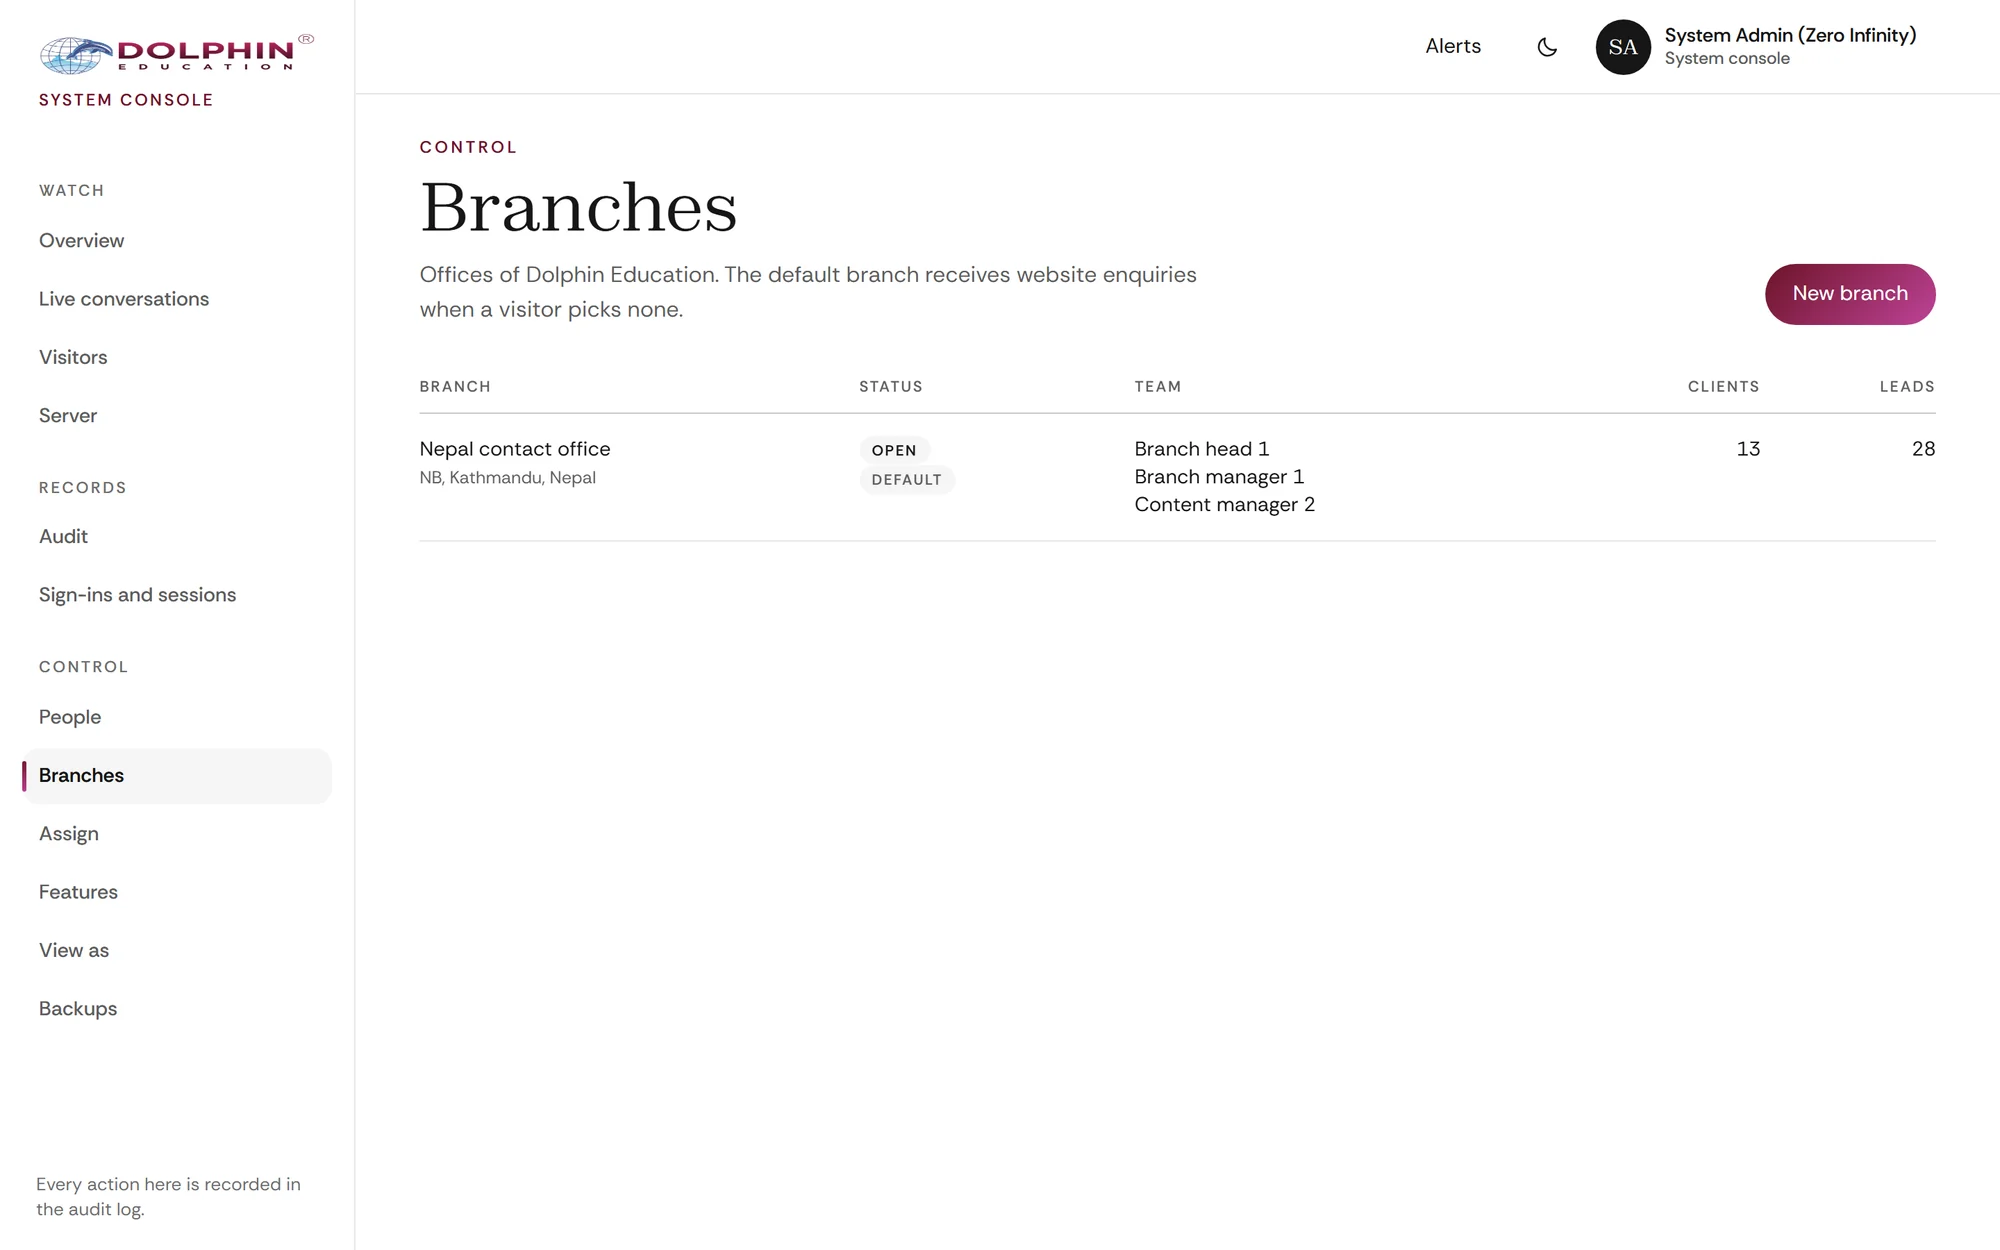 DOLPHIN ®
EDUCATION
SYSTEM CONSOLE
WATCH
Overview
Live conversations
Visitors
Server
RECORDS
Audit
Sign-ins and sessions
CONTROL
People
Branches
Assign
Features
View as
Backups
Every action here is recorded in
the audit log.
Alerts
SA
System Admin (Zero Infinity)
System console
CONTROL
Branches
Offices of Dolphin Education. The default branch receives website enquiries
when a visitor picks none.
New branch
BRANCH STATUS TEAM CLIENTS LEADS
Nepal contact office OPEN Branch head 1 13 28
NB, Kathmandu, Nepal DEFAULT Branch manager 1
Content manager 2